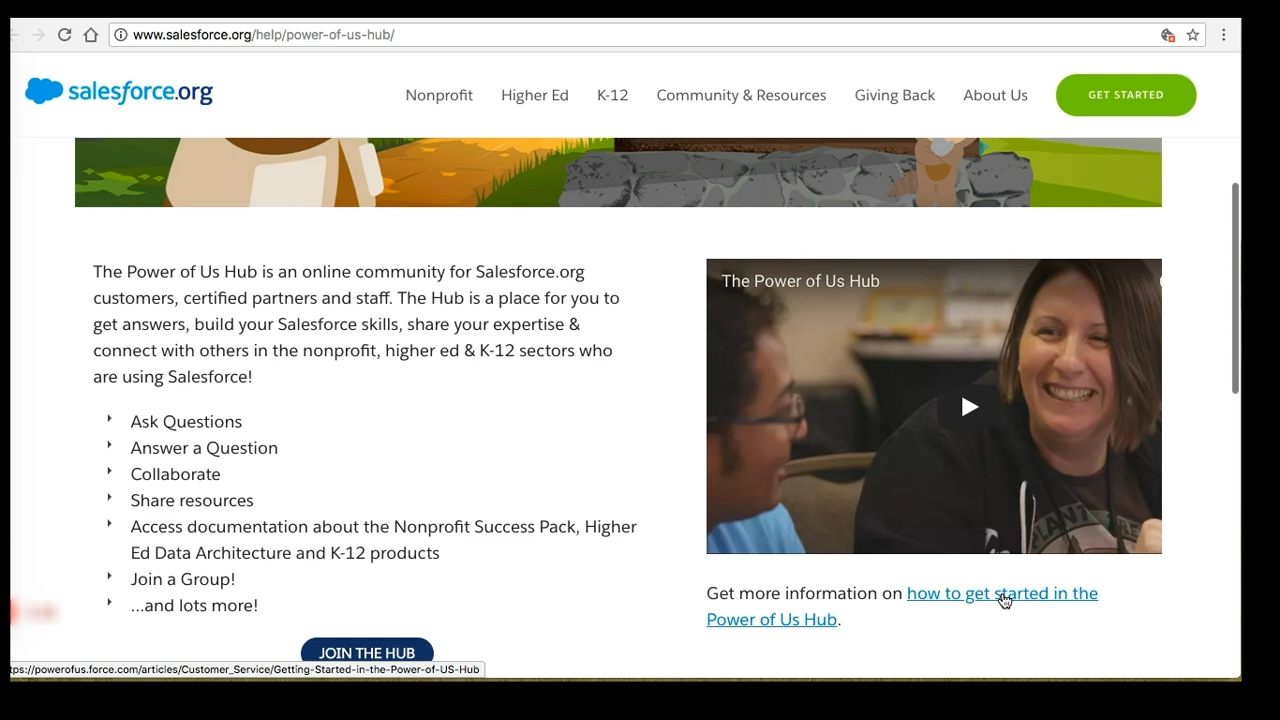 www.salesforce.org/help/power-of-us-hub/
salesforce.org
Nonprofit Higher Ed K-12 Community & Resources Giving Back About Us GET STARTED
The Power of Us Hub is an online community for Salesforce.org
customers, certified partners and staff. The Hub is a place for you to
get answers, build your Salesforce skills, share your expertise &
connect with others in the nonprofit, higher ed & K-12 sectors who
are using Salesforce!
Ask Questions
Answer a Question
Collaborate
Share resources
Access documentation about the Nonprofit Success Pack, Higher
Ed Data Architecture and K-12 products
Join a Group!
...and lots more!
JOIN THE HUB
The Power of Us Hub
Get more information on how to get started in the
Power of Us Hub.
tps://powerofus.force.com/articles/Customer_Service/Getting-Started-in-the-Power-of-US-Hub